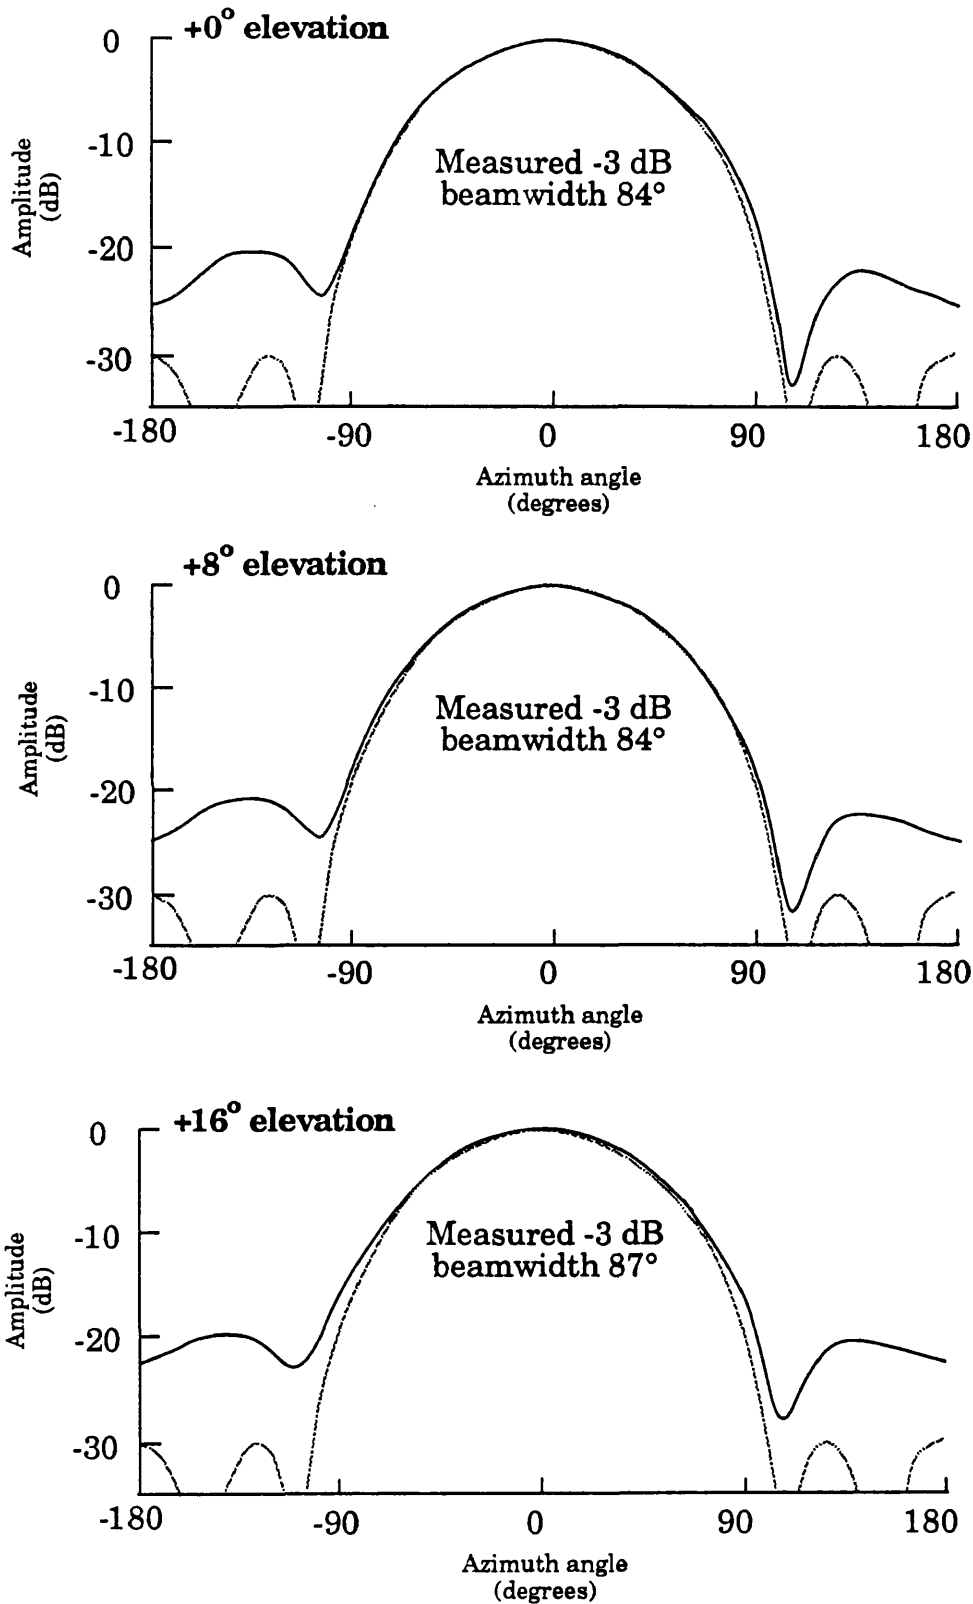 +0° elevation
0
-10
-20
-30
Amplitude
(dB)
Measured -3 dB
beamwidth 84°
-180
-90
0
90
180
Azimuth angle
(degrees)
+8° elevation
0
-10
-20
-30
Amplitude
(dB)
Measured -3 dB
beamwidth 84°
-180
-90
0
90
180
Azimuth angle
(degrees)
+16° elevation
0
-10
-20
-30
Amplitude
(dB)
Measured -3 dB
beamwidth 87°
-180
-90
0
90
180
Azimuth angle
(degrees)